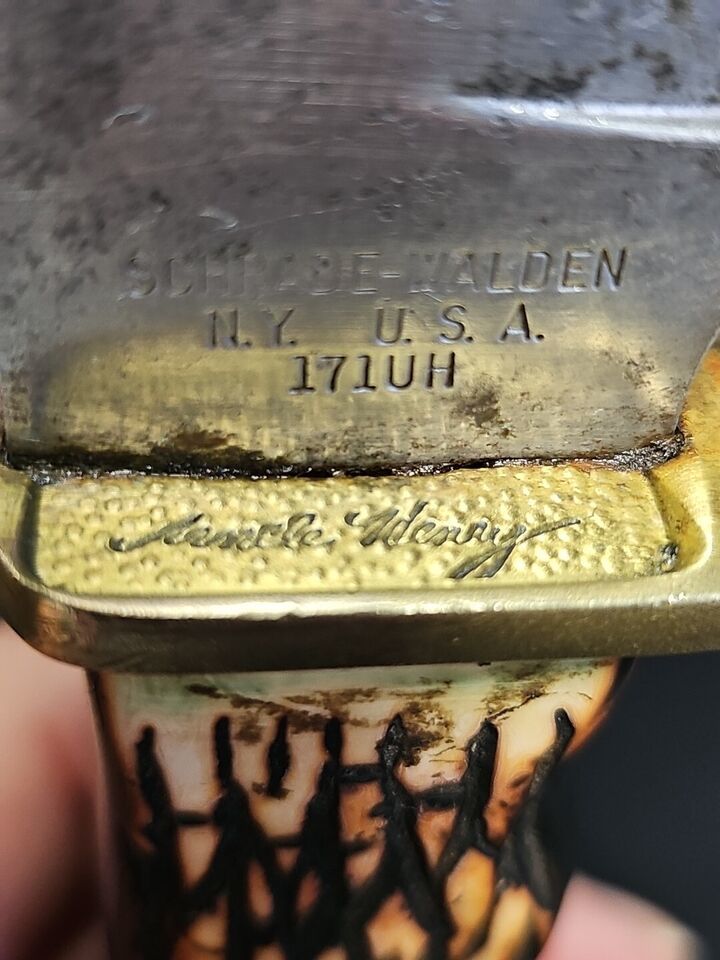 SCHRADE-WALDEN
N.Y. U.S.A.
171UH
Uncle Henry